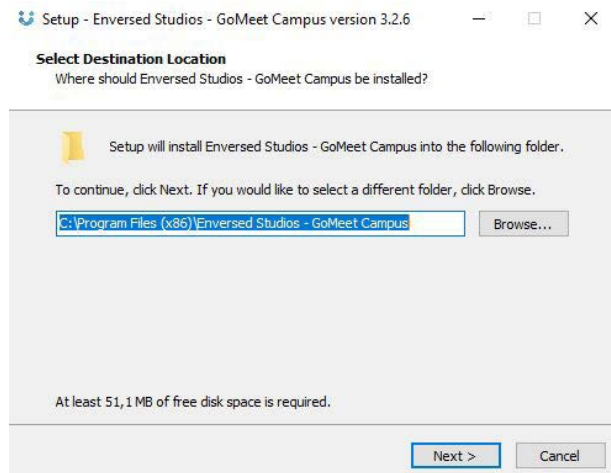 Setup - Enversed Studios - GoMeet Campus version 3.2.6
Select Destination Location
Where should Enversed Studios - GoMeet Campus be installed?
Setup will install Enversed Studios - GoMeet Campus into the following folder.
To continue, click Next. If you would like to select a different folder, click Browse.
C:\Program Files (x86)\Enversed Studios - GoMeet Campus
Browse...
At least 51,1 MB of free disk space is required.
Next >
Cancel